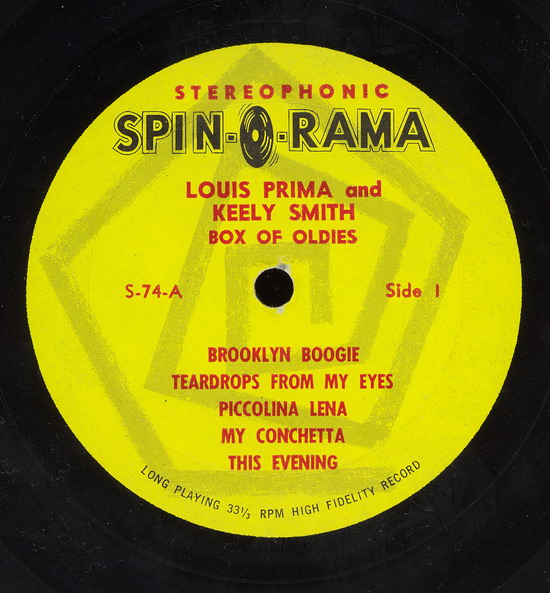 STEREOPHONIC
SPIN-O-RAMA
LOUIS PRIMA and
KEELY SMITH
BOX OF OLDIES
S-74-A
Side 1
BROOKLYN BOOGIE
TEARDROPS FROM MY EYES
PICCOLINA LENA
MY CONCHETTA
THIS EVENING
LONG PLAYING 33⅓ RPM HIGH FIDELITY RECORD